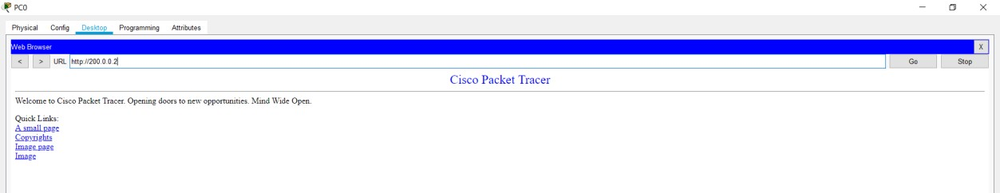 PC0
Physical Config Desktop Programming Attributes
Web Browser X
< > URL http://200.0.0.2 Go Stop
Cisco Packet Tracer
Welcome to Cisco Packet Tracer. Opening doors to new opportunities. Mind Wide Open.
Quick Links:
A small page
Copyrights
Image page
Image